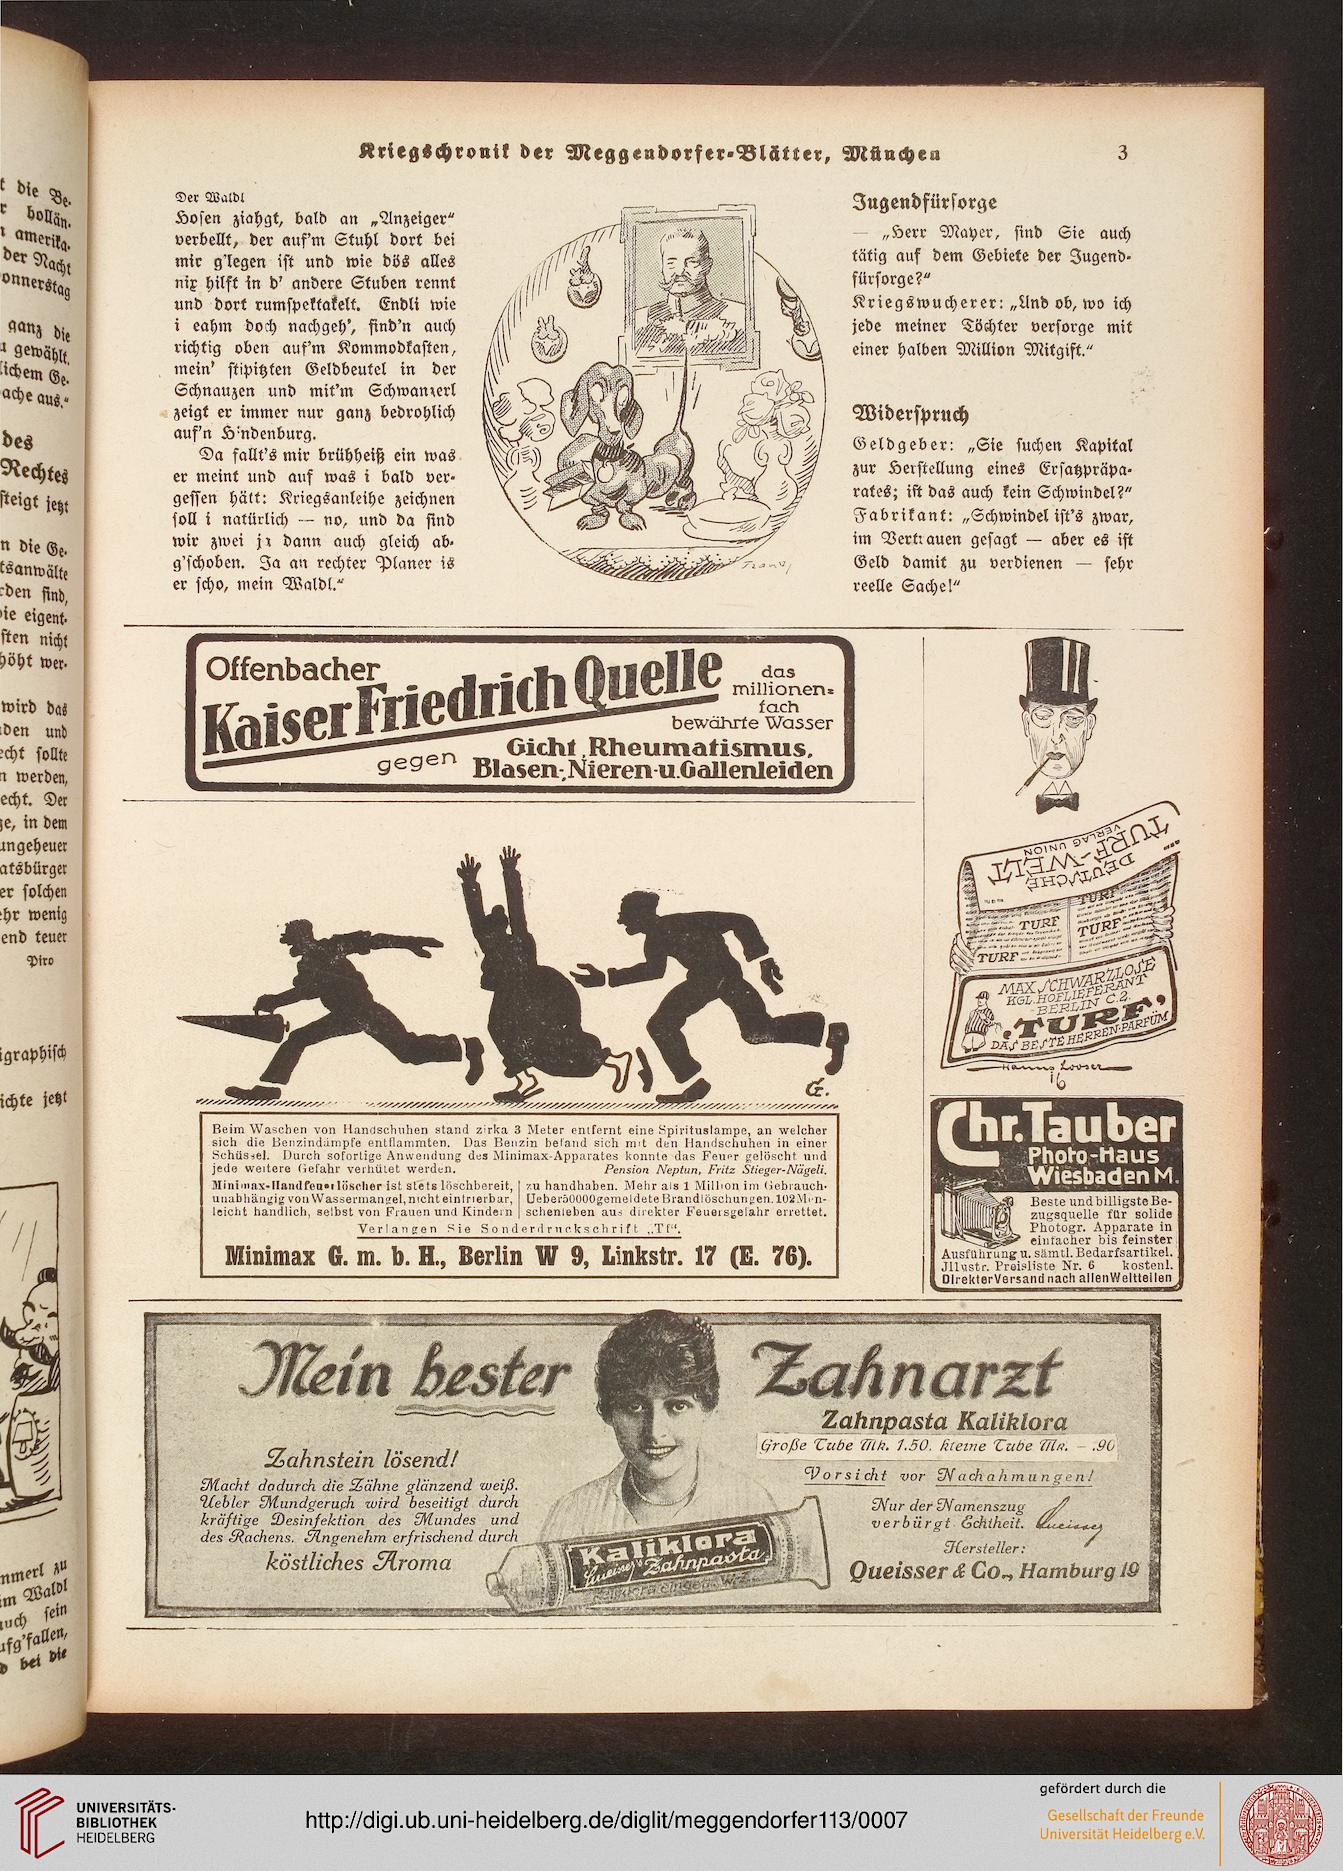 Kriegschronik der Meggendorfer-Blätter, München
3
Der Waldl
Hosen ziahgt, bald an „Anzeiger“
verbellt, der auf'm Stuhl dort bei
mir g'legen ist und wie bös alles
nix hilft in d' andere Stuben rennt
und dort rumspektakelt. Endli wie
i eahm doch nachgeh', find'n auch
richtig oben auf'm Kommodkasten,
mein' stipitzten Geldbeutel in der
Schnauzen und mit'm Schwanzerl
zeigt er immer nur ganz bedrohlich
auf'n Hindenburg.
Da fallt's mir brühheiß ein was
er meint und auf was i bald ver-
gessen hätt: Kriegsanleihe zeichnen
soll i natürlich — no, und da sind
wir zwei ja dann auch gleich ab-
g'schoben. Ja an rechter Planer is
er scho, mein Waldl.“
Jugendfürsorge
— „Herr Mayer, sind Sie auch
tätig auf dem Gebiete der Jugend-
fürsorge?“
Kriegswucherer: „Und ob, wo ich
jede meiner Töchter versorge mit
einer halben Million Mitgift.“
Widerspruch
Geldgeber: „Sie suchen Kapital
zur Herstellung eines Ersatzpräpa-
rates; ist das auch kein Schwindel?“
Fabrikant: „Schwindel ist's zwar,
im Vertrauen gesagt — aber es ist
Geld damit zu verdienen — sehr
reelle Sache!“
Offenbacher
Kaiser Friedrich Quelle
das
millionen=
fach
bewährte Wasser
gegen Gicht, Rheumatismus,
Blasen-, Nieren- u. Gallenleiden
G.
Beim Waschen von Handschuhen stand zirka 3 Meter entfernt eine Spirituslampe, an welcher
sich die Benzindämpfe entflammten. Das Benzin befand sich mit den Handschuhen in einer
Schüssel. Durch sofortige Anwendung des Minimax-Apparates konnte das Feuer gelöscht und
jede weitere Gefahr verhütet werden. Pension Neptun, Fritz Stieger-Nägeli.
Minimax-Handfeuerlöscher ist stets löschbereit,
unabhängig von Wassermangel, nicht eintrierbar,
leicht handlich, selbst von Frauen und Kindern
zu handhaben. Mehr als 1 Million im Gebrauch.
Ueber 50000 gemeldete Brandlöschungen. 102 Men-
schenleben aus direkter Feuersgefahr errettet.
Verlangen Sie Sonderdruckschrift „Tf“.
Minimax G. m. b. H., Berlin W 9, Linkstr. 17 (E. 76).
DEUTSCHE
TURF-WELT
VERLAG UNION
TURF
TURF
TURF
TURF
MAX SCHWARZLOSE
KGL. HOFLIEFERANT
BERLIN C.2.
„TURF“
DAS BESTE HERREN-PARFÜM
Hanns Looser
16
Chr. Tauber
Photo-Haus
Wiesbaden M.
Beste und billigste Be-
zugsquelle für solide
Photogr. Apparate in
einfacher bis feinster
Ausführung u. sämtl. Bedarfsartikel.
Jllustr. Preisliste Nr. 6 kostenl.
Direkter Versand nach allen Weltteilen
Mein bester Zahnarzt
Zahnpasta Kaliklora
Große Tube Mk. 1.50. kleine Tube Mk. –.90
Vorsicht vor Nachahmungen!
Zahnstein lösend!
Macht dadurch die Zähne glänzend weiß.
Uebler Mundgeruch wird beseitigt durch
kräftige Desinfektion des Mundes und
des Rachens. Angenehm erfrischend durch
köstliches Aroma
Kaliklora
Queisser's Zahnpasta
Nur der Namenszug
verbürgt Echtheit. Queisser
Hersteller:
Queisser & Co., Hamburg 19
UNIVERSITÄTS-
BIBLIOTHEK
HEIDELBERG
http://digi.ub.uni-heidelberg.de/diglit/meggendorfer113/0007
gefördert durch die
Gesellschaft der Freunde
Universität Heidelberg e.V.